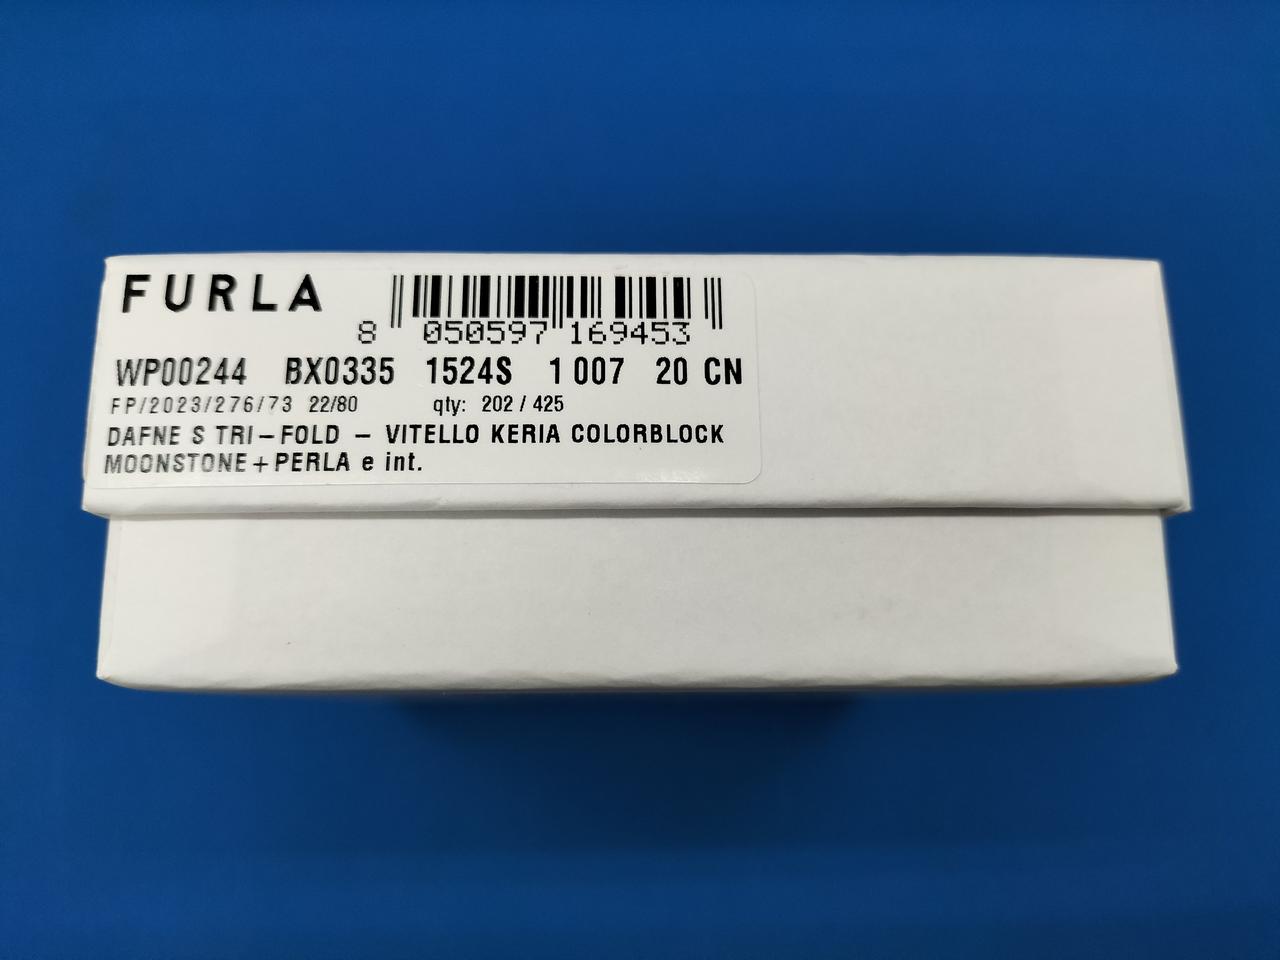 FURLA
8 050597 169453
WP00244 BX0335 1524S 1 007 20 CN
FP/2023/276/73 22/80 qty: 202 / 425
DAFNE S TRI-FOLD - VITELLO KERIA COLORBLOCK
MOONSTONE+PERLA e int.